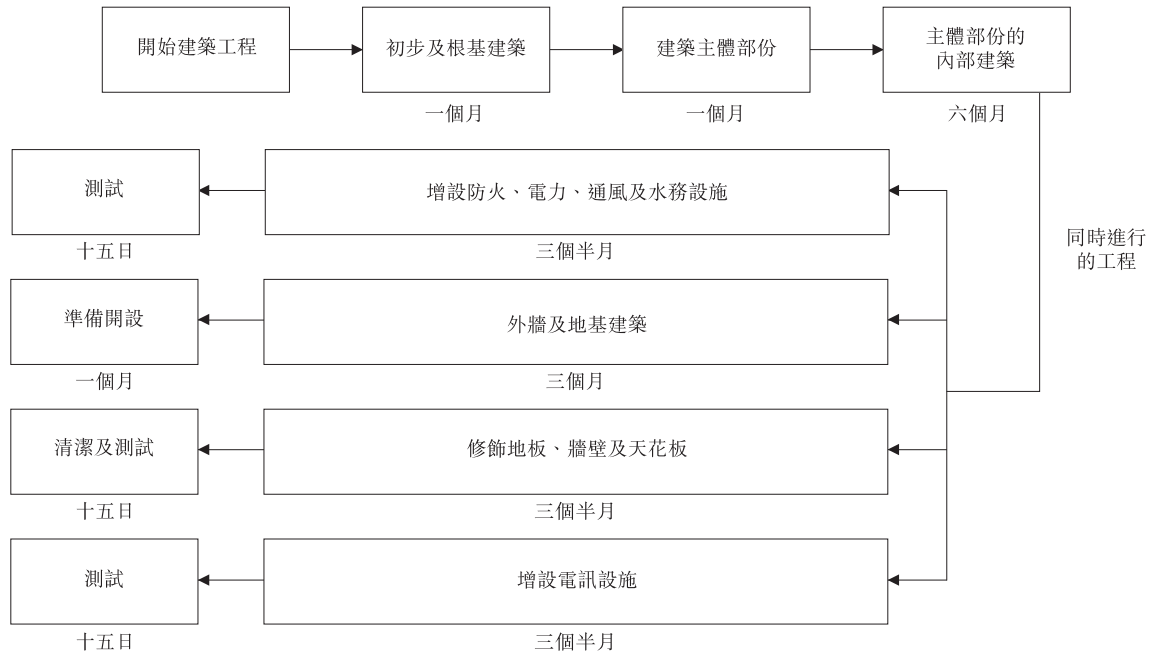 開始建築工程
初步及根基建築
建築主體部份
主體部份的
內部建築
一個月
一個月
六個月
測試
增設防火、電力、通風及水務設施
十五日
三個半月
同時進行
的工程
準備開設
外牆及地基建築
一個月
三個月
清潔及測試
修飾地板、牆壁及天花板
十五日
三個半月
測試
增設電訊設施
十五日
三個半月